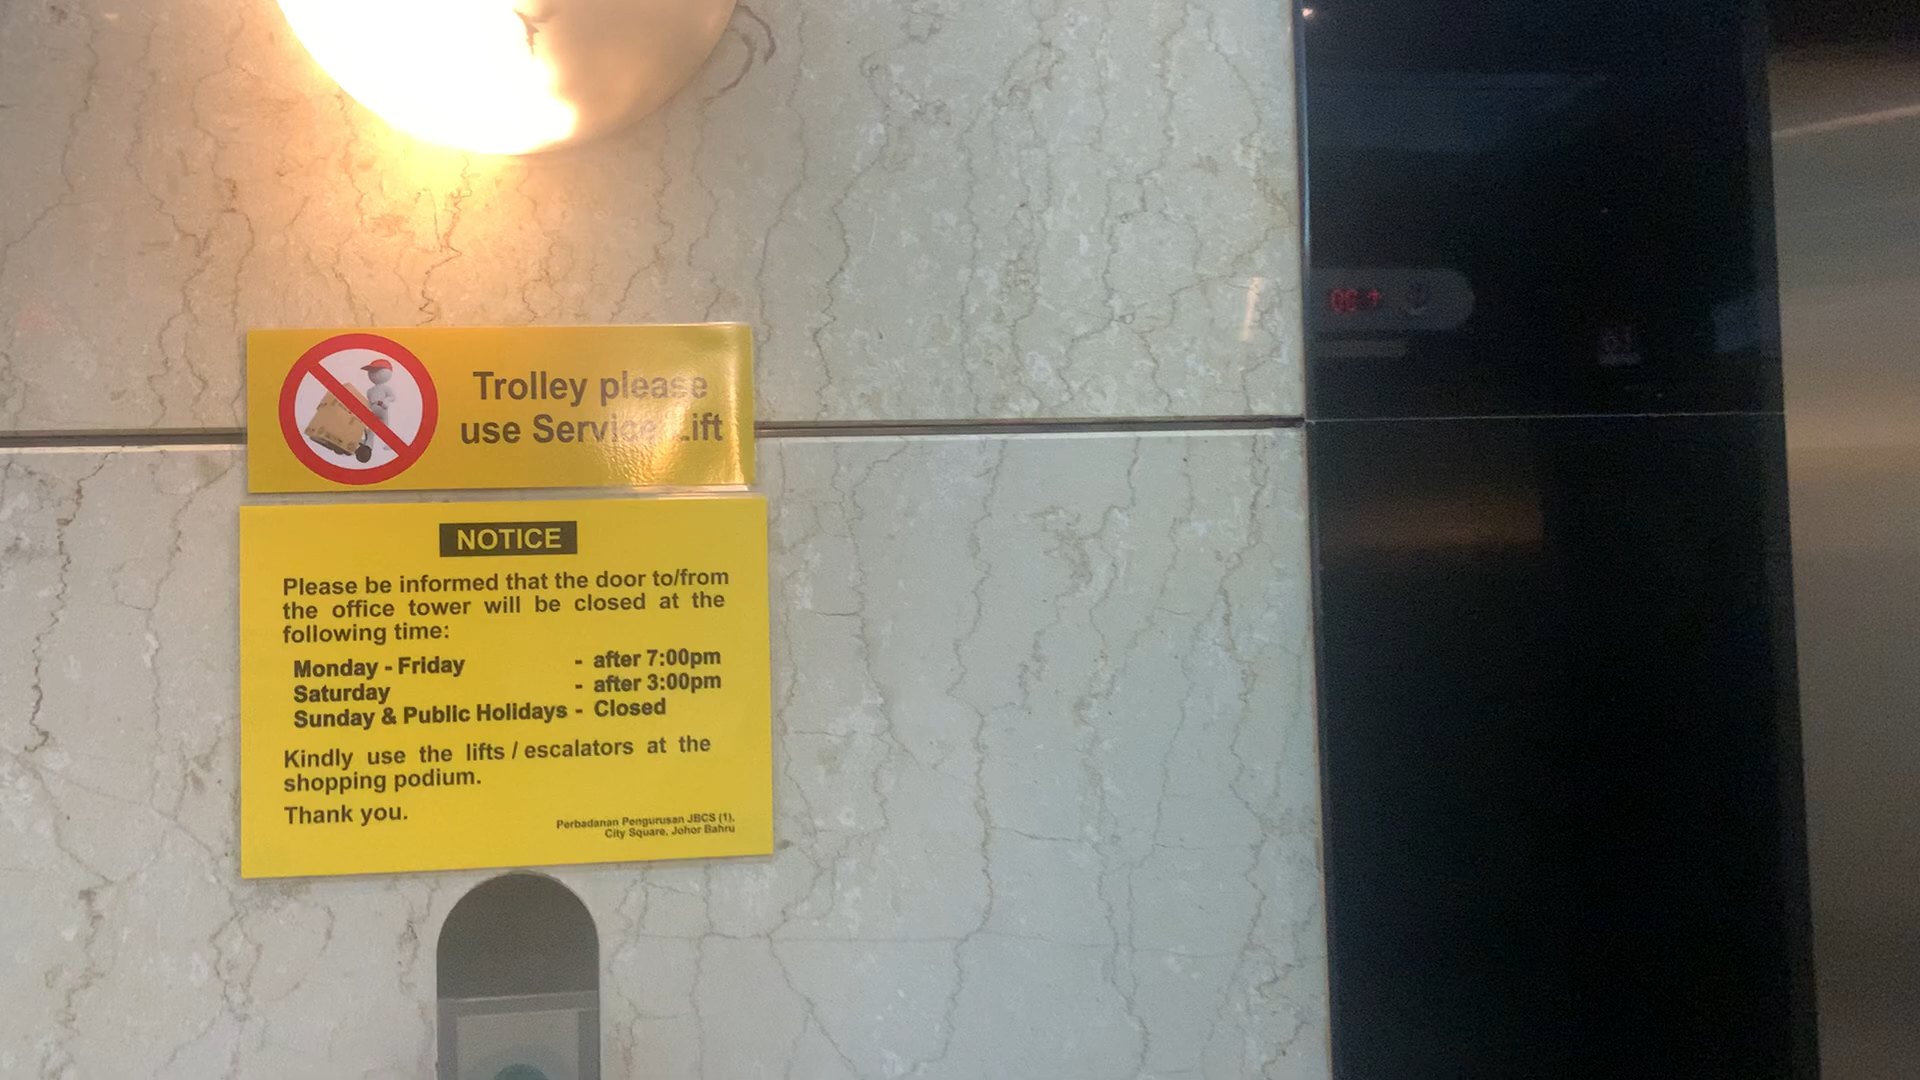 Trolley please
use Service Lift
NOTICE
Please be informed that the door to/from
the office tower will be closed at the
following time:
Monday - Friday - after 7:00pm
Saturday - after 3:00pm
Sunday & Public Holidays - Closed
Kindly use the lifts / escalators at the
shopping podium.
Thank you.
Perbadanan Pengurusan JBCS (1),
City Square, Johor Bahru